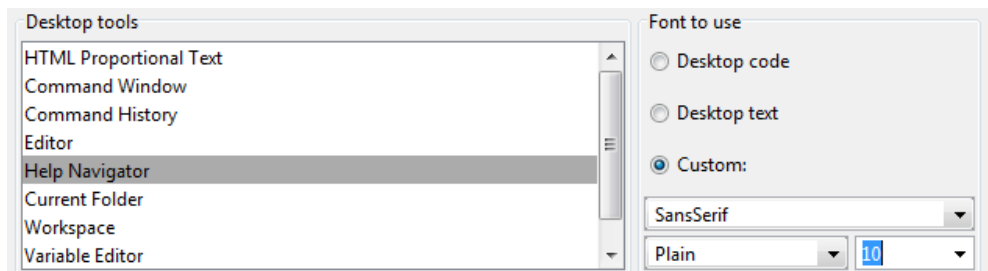 Desktop tools
HTML Proportional Text
Command Window
Command History
Editor
Help Navigator
Current Folder
Workspace
Variable Editor
Font to use
Desktop code
Desktop text
Custom:
SansSerif
Plain 10